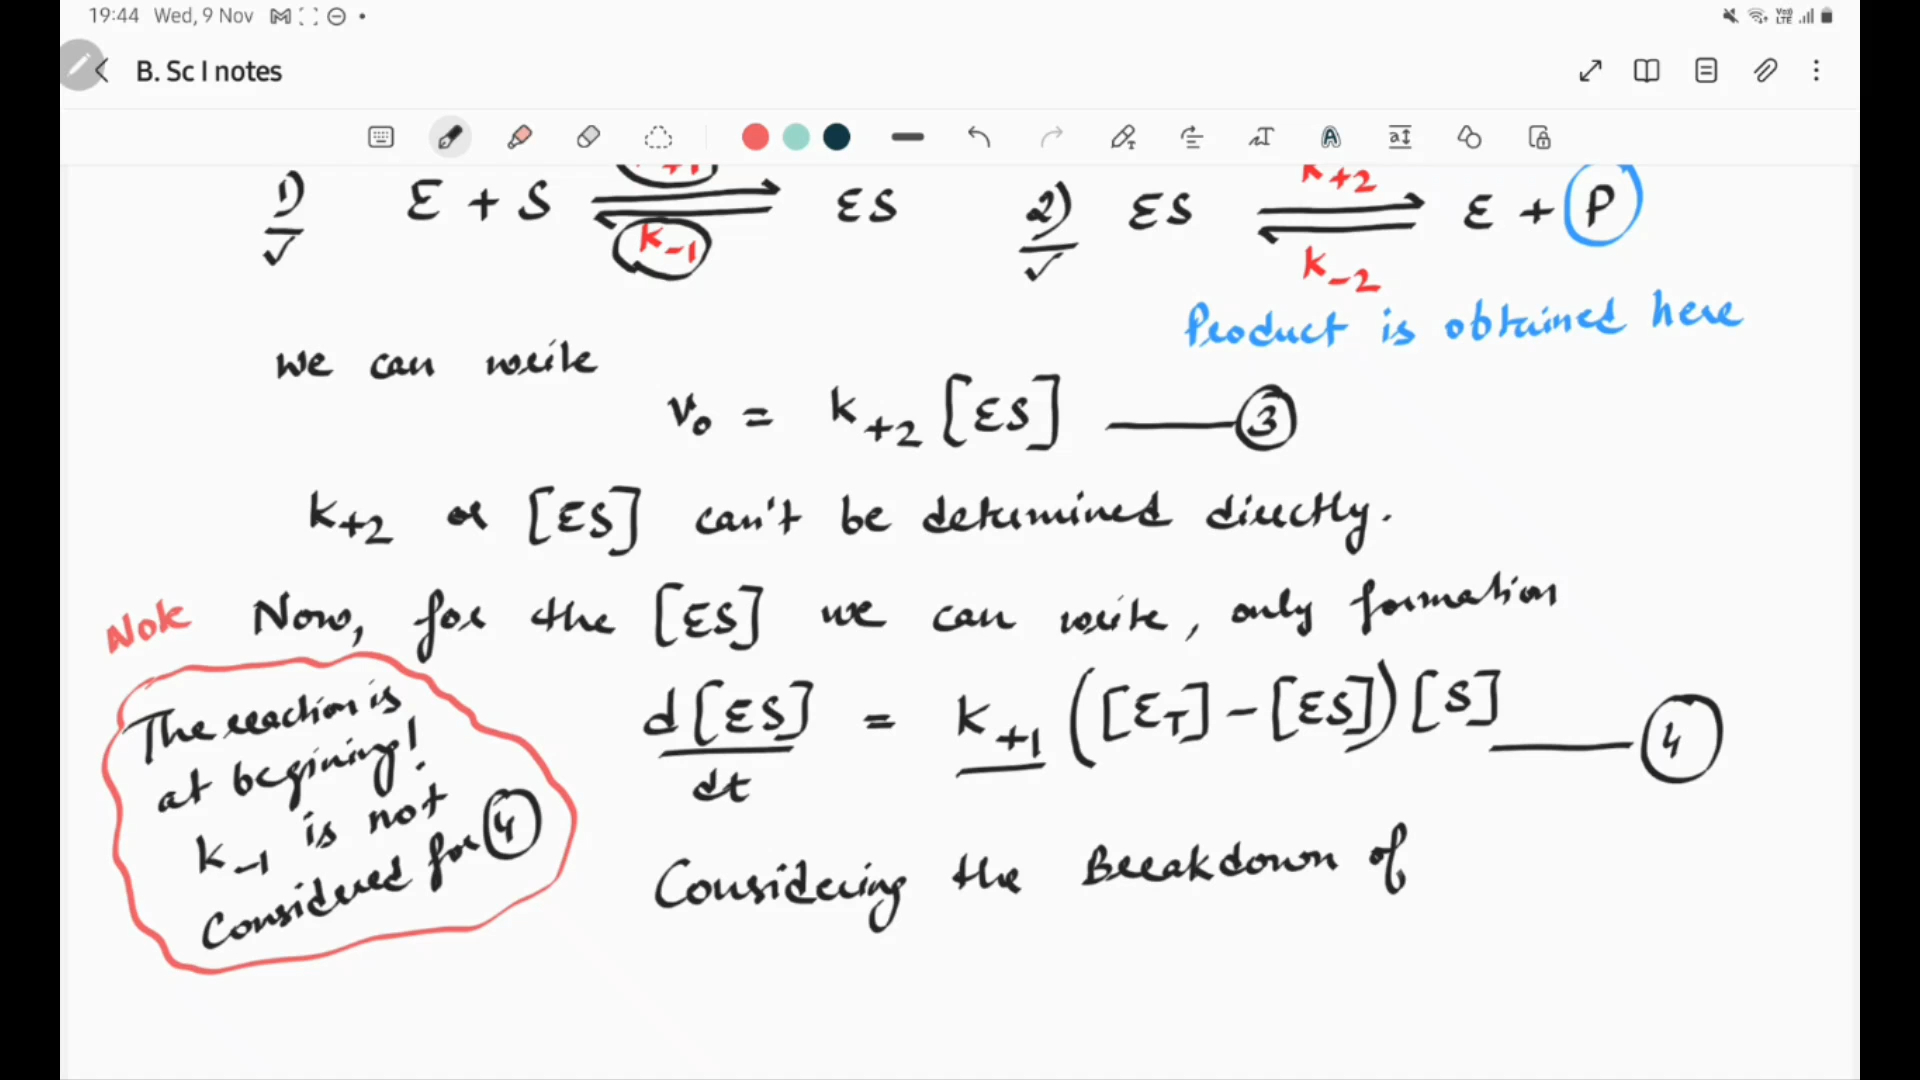 19:44 Wed, 9 Nov
B. Sc I notes
1) E + S ⇌ ES 2) ES ⇌ E + P
k+1 k-1 k+2 k-2
Product is obtained here
we can write
v₀ = k+2 [ES] —— 3
k+2 or [ES] can't be determined directly.
Note Now, for the [ES] we can write, only formation
d[ES]/dt = k+1 ([ET] - [ES]) [S] —— 4
The reaction is
at begining!
k-1 is not
Considered for 4
Considering the Breakdown of